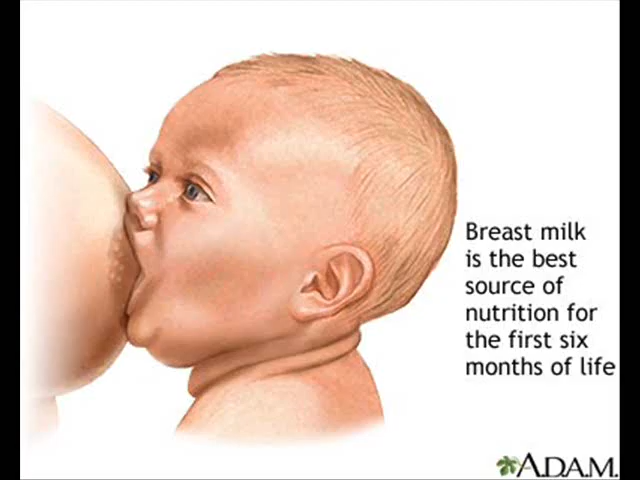 Breast milk
is the best
source of
nutrition for
the first six
months of life
A.D.A.M.